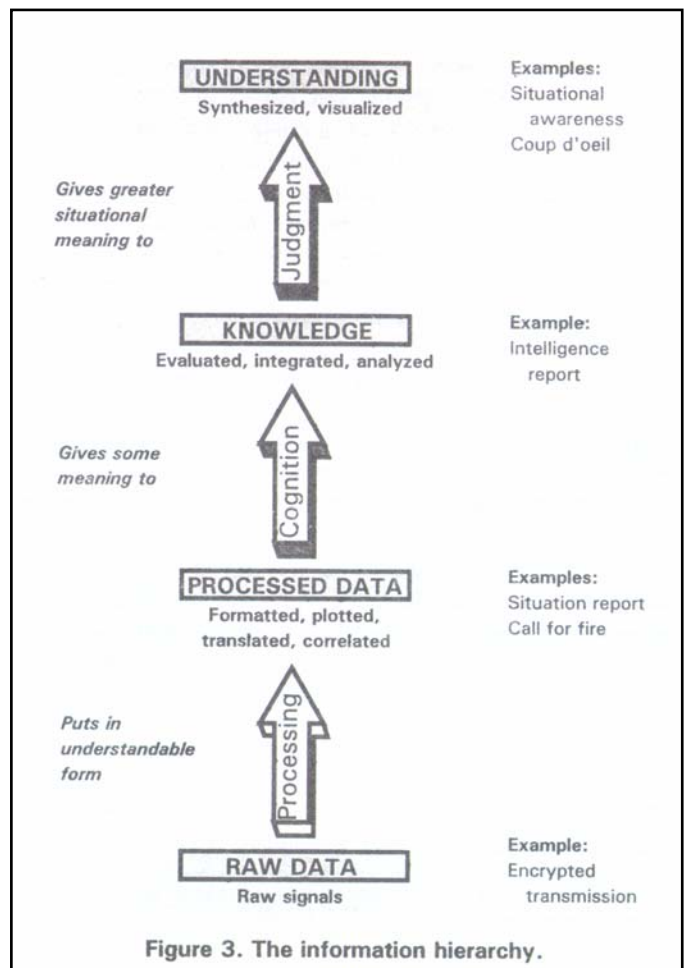 UNDERSTANDING
Synthesized, visualized
Examples:
Situational
awareness
Coup d'oeil
Gives greater
situational
meaning to
Judgment
KNOWLEDGE
Evaluated, integrated, analyzed
Example:
Intelligence
report
Gives some
meaning to
Cognition
PROCESSED DATA
Formatted, plotted,
translated, correlated
Examples:
Situation report
Call for fire
Puts in
understandable
form
Processing
RAW DATA
Raw signals
Example:
Encrypted
transmission
Figure 3. The information hierarchy.